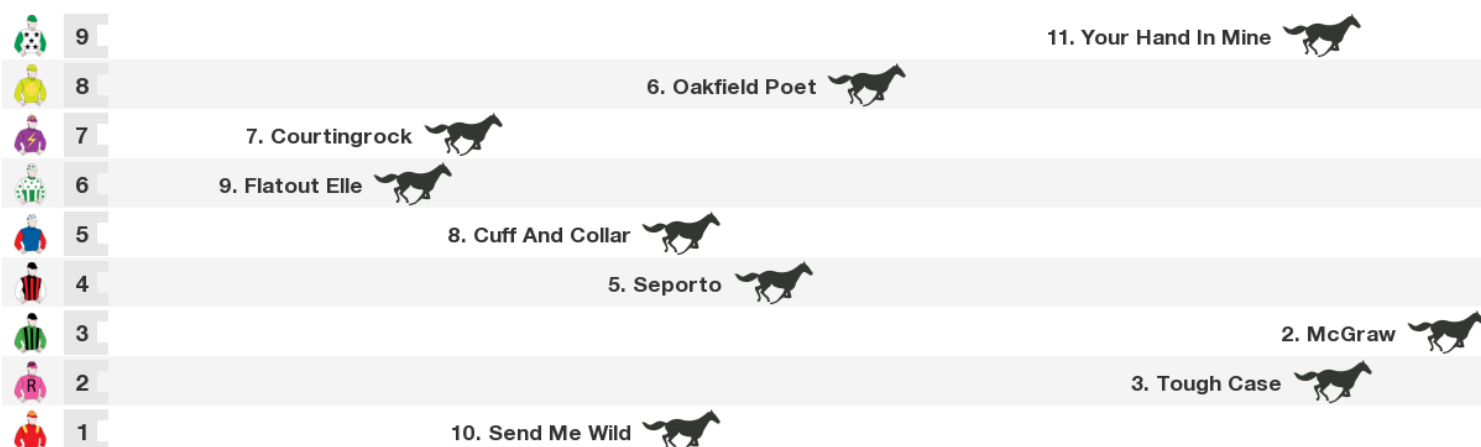 9 11. Your Hand In Mine
8 6. Oakfield Poet
7 7. Courtingrock
6 9. Flatout Elle
5 8. Cuff And Collar
4 5. Seporto
3 2. McGraw
R 2 3. Tough Case
1 10. Send Me Wild